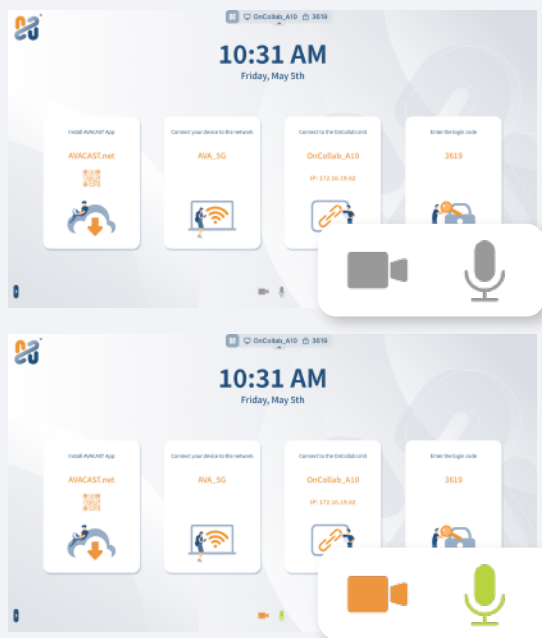 OnCollab_A10 3619
10:31 AM
Friday, May 5th
Install AVACAST App
AVACAST.net
Connect your device to the network
AVA_5G
Connect to the OnCollab Unit
OnCollab_A10
IP: 172.16.19.62
Enter the login code
3619
OnCollab_A10 3619
10:31 AM
Friday, May 5th
Install AVACAST App
AVACAST.net
Connect your device to the network
AVA_5G
Connect to the OnCollab Unit
OnCollab_A10
IP: 172.16.19.62
Enter the login code
3619